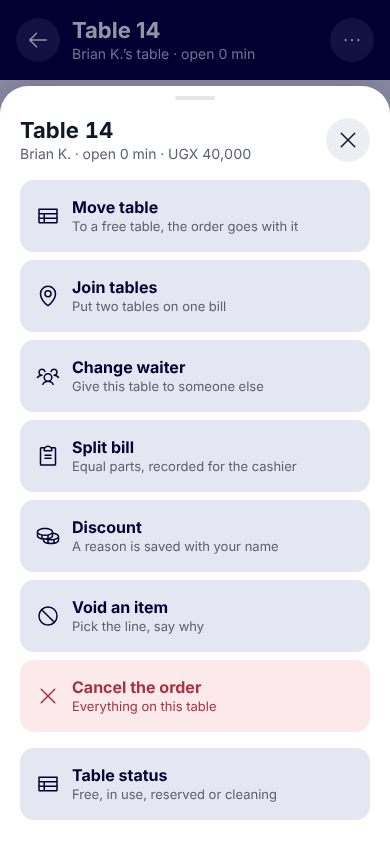 Table 14
Brian K.’s table · open 0 min
Table 14
Brian K. · open 0 min · UGX 40,000
Move table
To a free table, the order goes with it
Join tables
Put two tables on one bill
Change waiter
Give this table to someone else
Split bill
Equal parts, recorded for the cashier
Discount
A reason is saved with your name
Void an item
Pick the line, say why
Cancel the order
Everything on this table
Table status
Free, in use, reserved or cleaning